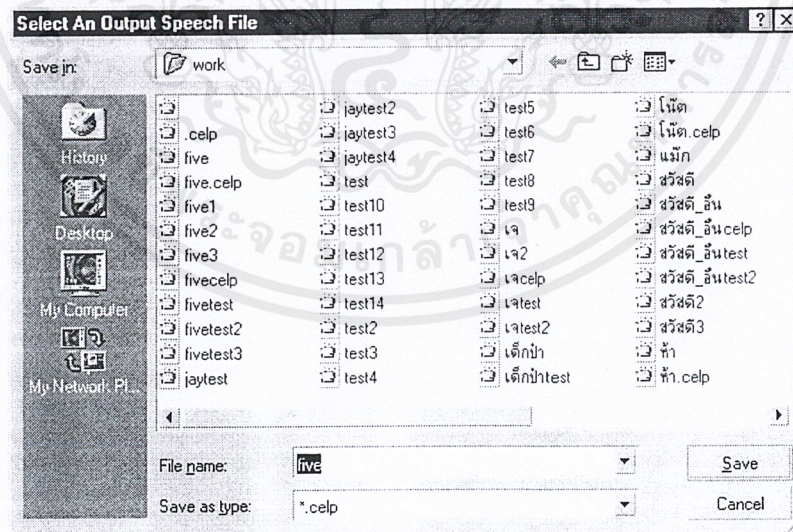 Select An Output Speech File
Save in:
work
History
Desktop
My Computer
My Network Pl...
.celp
five
five.celp
five1
five2
five3
fivecelp
fivetest
fivetest2
fivetest3
jaytest
jaytest2
jaytest3
jaytest4
test
test10
test11
test12
test13
test14
test2
test3
test4
test5
test6
test7
test8
test9
เจ
เจ2
เจcelp
เจtest
เจtest2
เด็กป๋า
เด็กป๋าtest
โน๊ต
โน๊ต.celp
แม๊ก
สวัสดี
สวัสดี_อ๊น
สวัสดี_อ๊นcelp
สวัสดี_อ๊นtest
สวัสดี_อ๊นtest2
สวัสดี2
สวัสดี3
ห้า
ห้า.celp
File name:
five
Save
Save as type:
*.celp
Cancel